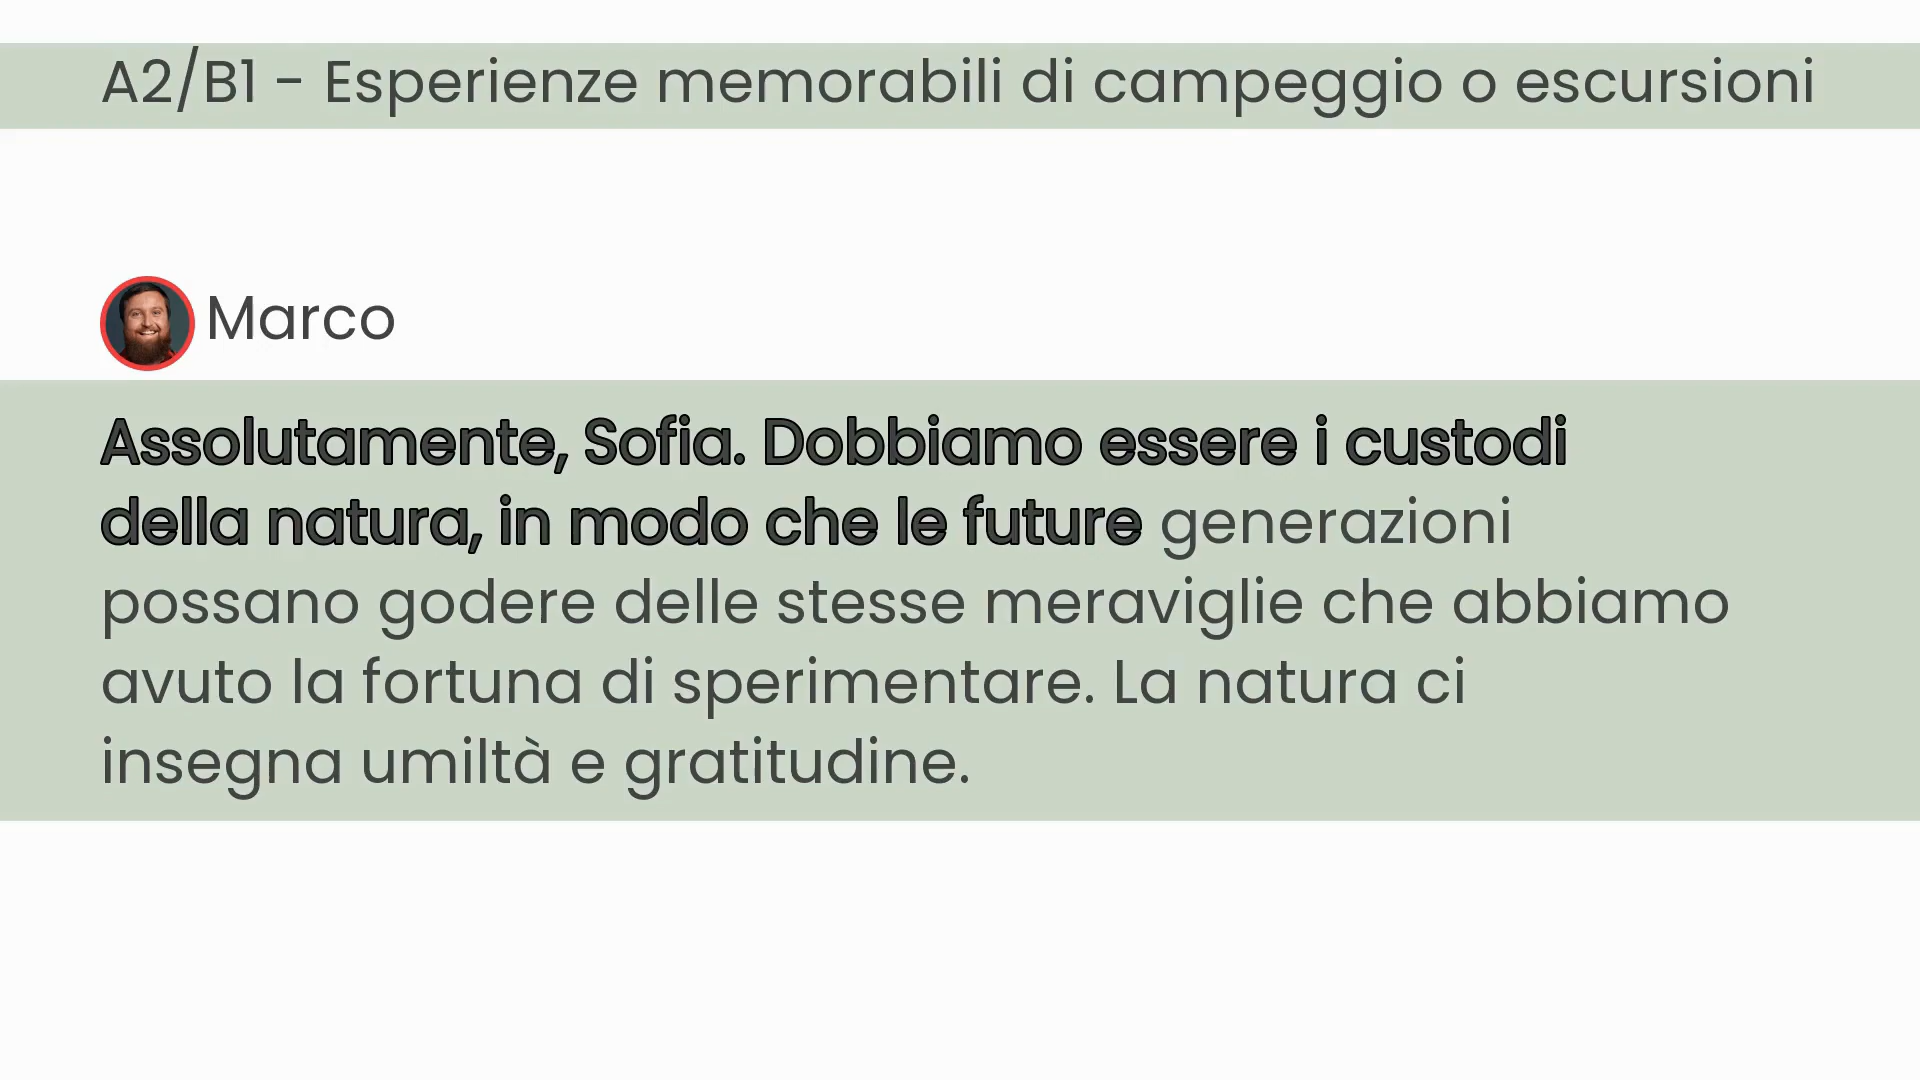 A2/B1 - Esperienze memorabili di campeggio o escursioni
Marco
Assolutamente, Sofia. Dobbiamo essere i custodi
della natura, in modo che le future generazioni
possano godere delle stesse meraviglie che abbiamo
avuto la fortuna di sperimentare. La natura ci
insegna umiltà e gratitudine.